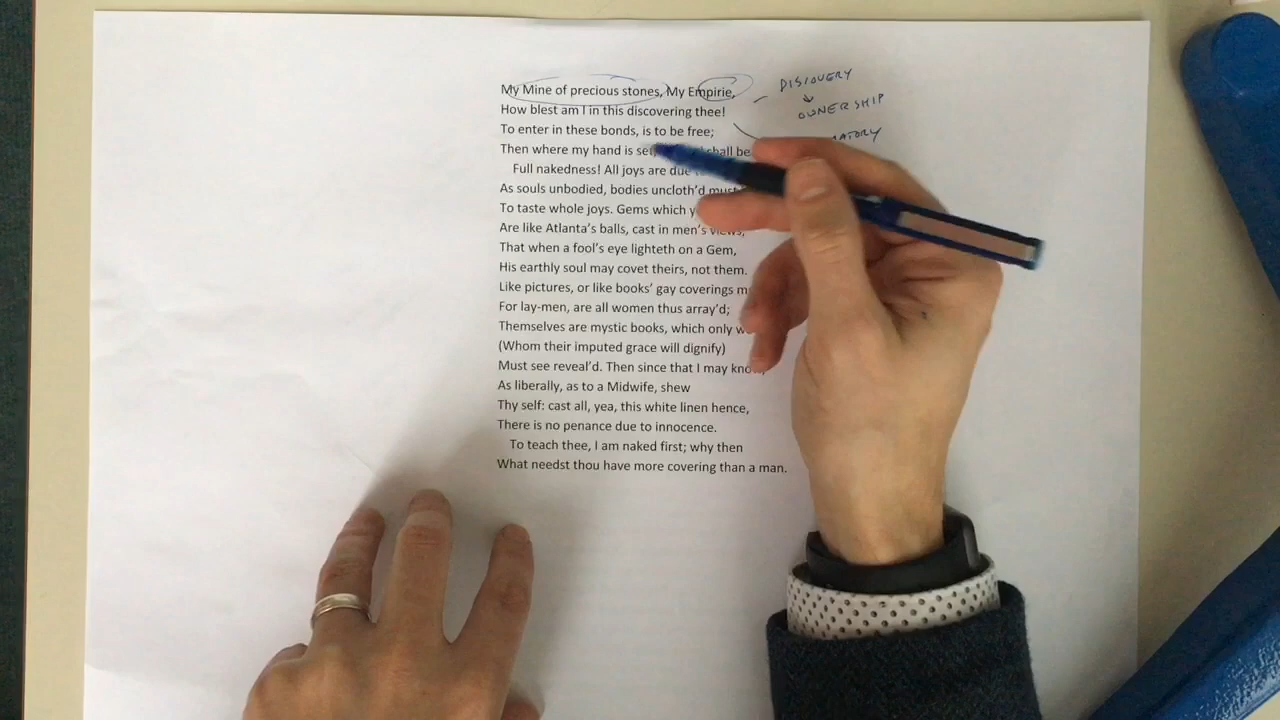 My Mine of precious stones, My Empirie,
How blest am I in this discovering thee!
To enter in these bonds, is to be free;
Then where my hand is set, shall be
Full nakedness! All joys are due
As souls unbodied, bodies uncloth'd must
To taste whole joys. Gems which
Are like Atlanta's balls, cast in men's views,
That when a fool's eye lighteth on a Gem,
His earthly soul may covet theirs, not them.
Like pictures, or like books' gay coverings
For lay-men, are all women thus array'd;
Themselves are mystic books, which only
(Whom their imputed grace will dignify)
Must see reveal'd. Then since that I may know,
As liberally, as to a Midwife, shew
Thy self: cast all, yea, this white linen hence,
There is no penance due to innocence.
To teach thee, I am naked first; why then
What needst thou have more covering than a man.
DISCOVERY
OWNERSHIP